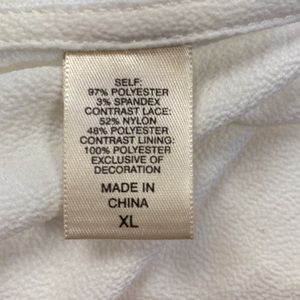 SELF:
97% POLYESTER
3% SPANDEX
CONTRAST LACE:
52% NYLON
48% POLYESTER
CONTRAST LINING:
100% POLYESTER
EXCLUSIVE OF
DECORATION
MADE IN
CHINA
XL